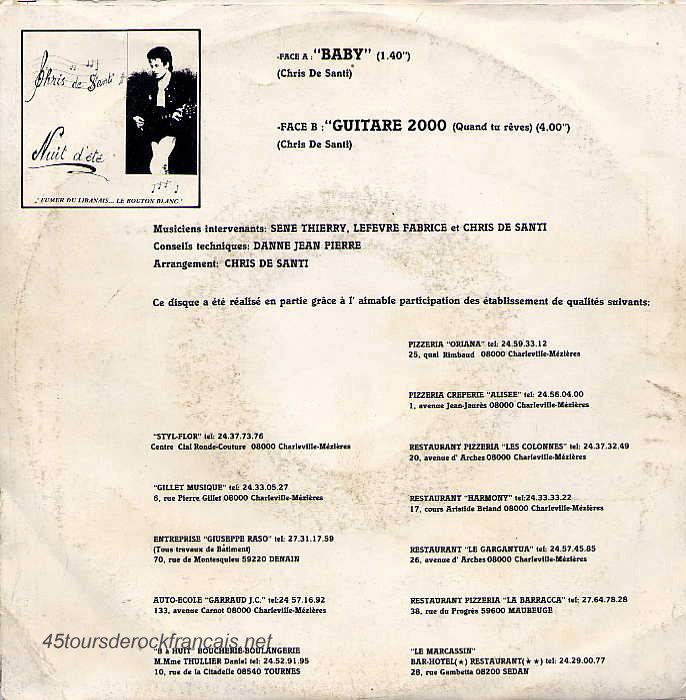 Chris de Santi
Nuit d'été
"FUMER DU LIBANAIS... LE BOUTON BLANC"
-FACE A : "BABY" (1.40")
(Chris De Santi)
-FACE B : "GUITARE 2000 (Quand tu rêves) (4.00")
(Chris De Santi)
Musiciens intervenants: SENE THIERRY, LEFEVRE FABRICE et CHRIS DE SANTI
Conseils techniques: DANNE JEAN PIERRE
Arrangement: CHRIS DE SANTI
Ce disque a été réalisé en partie grâce à l' aimable participation des établissement de qualités suivants:
"STYL-FLOR" tel: 24.37.73.76
Centre Cial Ronde-Couture 08000 Charleville-Mézières
"GILLET MUSIQUE" tel: 24.33.05.27
6, rue Pierre Gillet 08000 Charleville-Mézières
ENTREPRISE "GIUSEPPE RASO" tel: 27.31.17.59
(Tous travaux de Bâtiment)
70, rue de Montesquieu 59220 DENAIN
AUTO-ECOLE "GARRAUD J.C." tel:24 57.16.92
133, avenue Carnot 08000 Charleville-Mézières
"8 à HUIT" BOUCHERIE-BOULANGERIE
M.Mme THULLIER Daniel tel: 24.52.91.95
10, rue de la Citadelle 08540 TOURNES
PIZZERIA "ORIANA" tel: 24.59.33.12
25, quai Rimbaud 08000 Charleville-Mézières
PIZZERIA CREPERIE "ALISEE" tel: 24.56.04.00
1, avenue Jean-Jaurès 08000 Charleville-Mézières
RESTAURANT PIZZERIA "LES COLONNES" tel: 24.37.32.49
20, avenue d' Arches 08000 Charleville-Mézières
RESTAURANT "HARMONY" tel:24.33.33.22
17, cours Aristide Briand 08000 Charleville-Mézières
RESTAURANT "LE GARGANTUA" tel: 24.57.45.85
26, avenue d' Arches 08000 Charleville-Mézières
RESTAURANT PIZZERIA "LA BARRACCA" tel: 27.64.78.28
38, rue du Progrès 59600 MAUBEUGE
"LE MARCASSIN"
BAR-HOTEL(★) RESTAURANT(★★) tel: 24.29.00.77
28, rue Gambetta 08200 SEDAN
45toursderockfrancais.net